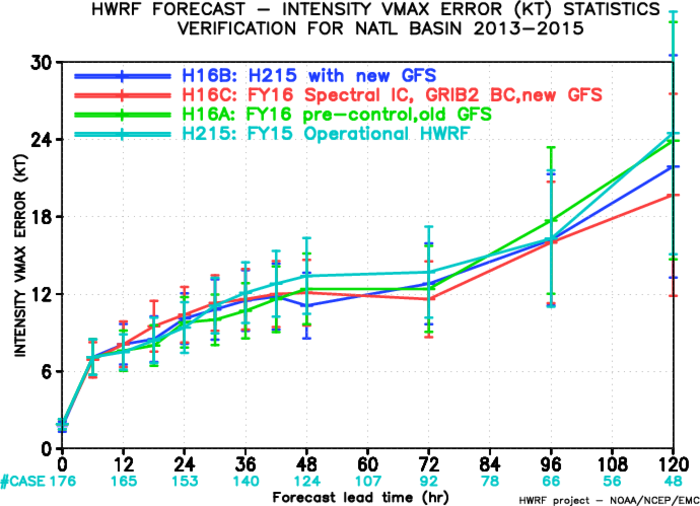 HWRF FORECAST – INTENSITY VMAX ERROR (KT) STATISTICS
VERIFICATION FOR NATL BASIN 2013–2015
H16B: H215 with new GFS
H16C: FY16 Spectral IC, GRIB2 BC,new GFS
H16A: FY16 pre–control,old GFS
H215: FY15 Operational HWRF
INTENSITY VMAX ERROR (KT)
30
24
18
12
6
0
0 12 24 36 48 60 72 84 96 108 120
#CASE 176 165 153 140 124 107 92 78 66 56 48
Forecast lead time (hr)
HWRF project – NOAA/NCEP/EMC